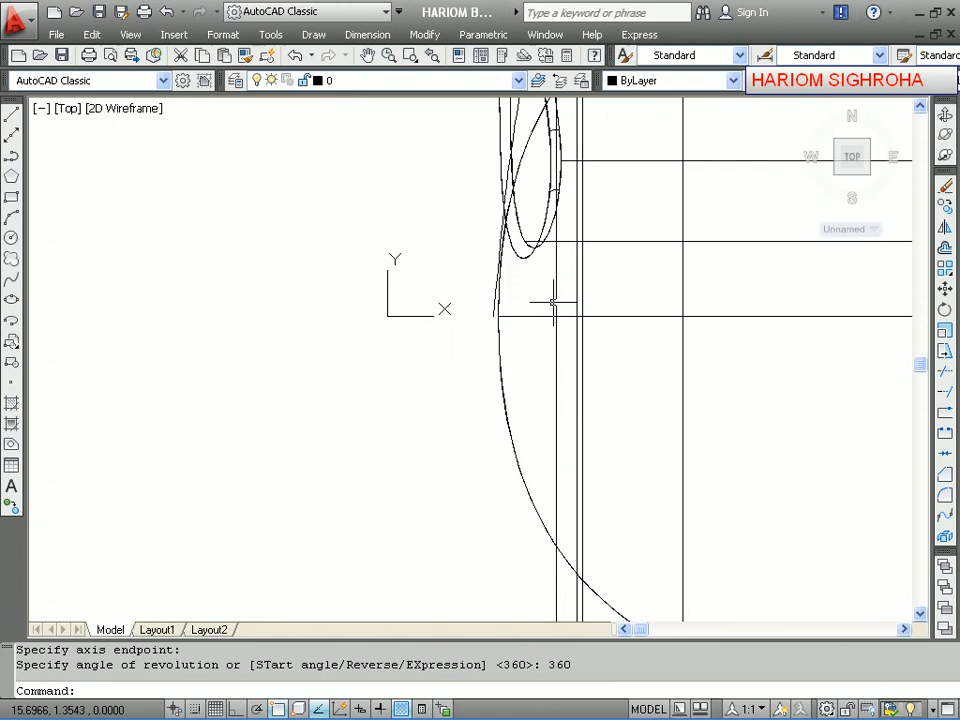 AutoCAD Classic
HARIOM B...
Type a keyword or phrase
Sign In
File Edit View Insert Format Tools Draw Dimension Modify Parametric Window Help Express
Standard
Standard
Standard
AutoCAD Classic
0
ByLayer
HARIOM SIGHROHA
[−] [Top] [2D Wireframe]
N
W TOP E
S
Unnamed
Y
X
A
Model Layout1 Layout2
Specify axis endpoint:
Specify angle of revolution or [STart angle/Reverse/EXpression] <360>: 360
Command:
15.6966, 1.3543 , 0.0000
MODEL
1:1